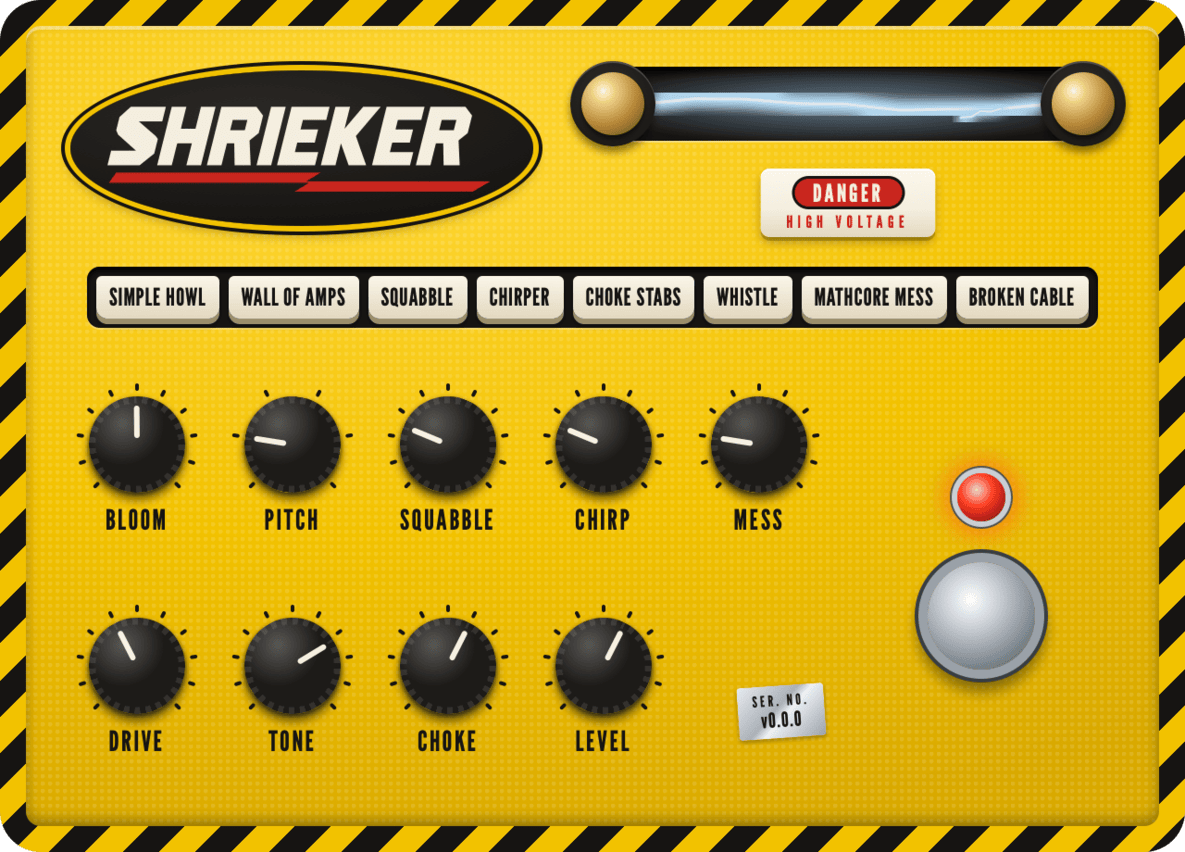 SHRIEKER
DANGER
HIGH VOLTAGE
SIMPLE HOWL
WALL OF AMPS
SQUABBLE
CHIRPER
CHOKE STABS
WHISTLE
MATHCORE MESS
BROKEN CABLE
BLOOM
PITCH
SQUABBLE
CHIRP
MESS
DRIVE
TONE
CHOKE
LEVEL
SER. NO.
v0.0.0